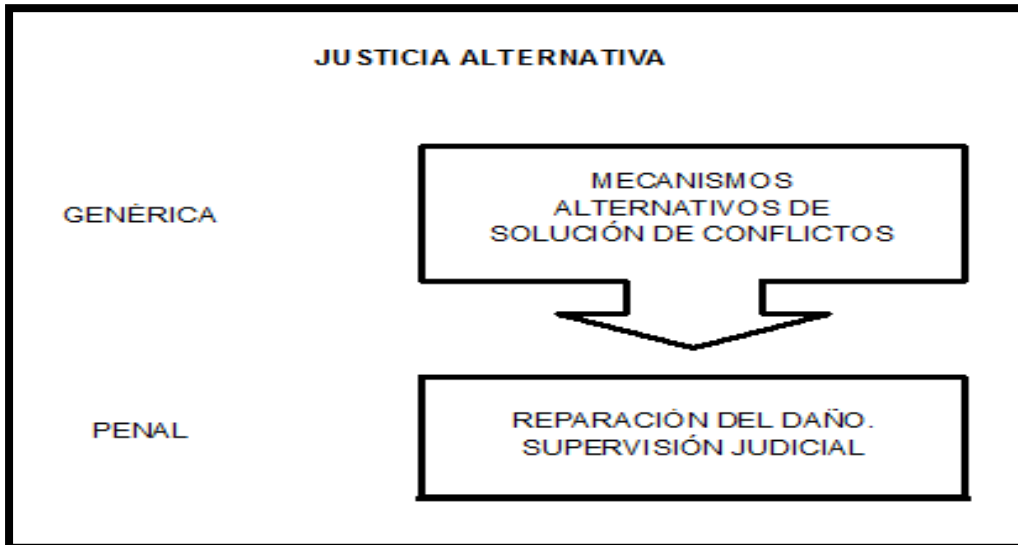 JUSTICIA ALTERNATIVA
GENÉRICA
MECANISMOS
ALTERNATIVOS DE
SOLUCIÓN DE CONFLICTOS
PENAL
REPARACIÓN DEL DAÑO.
SUPERVISIÓN JUDICIAL